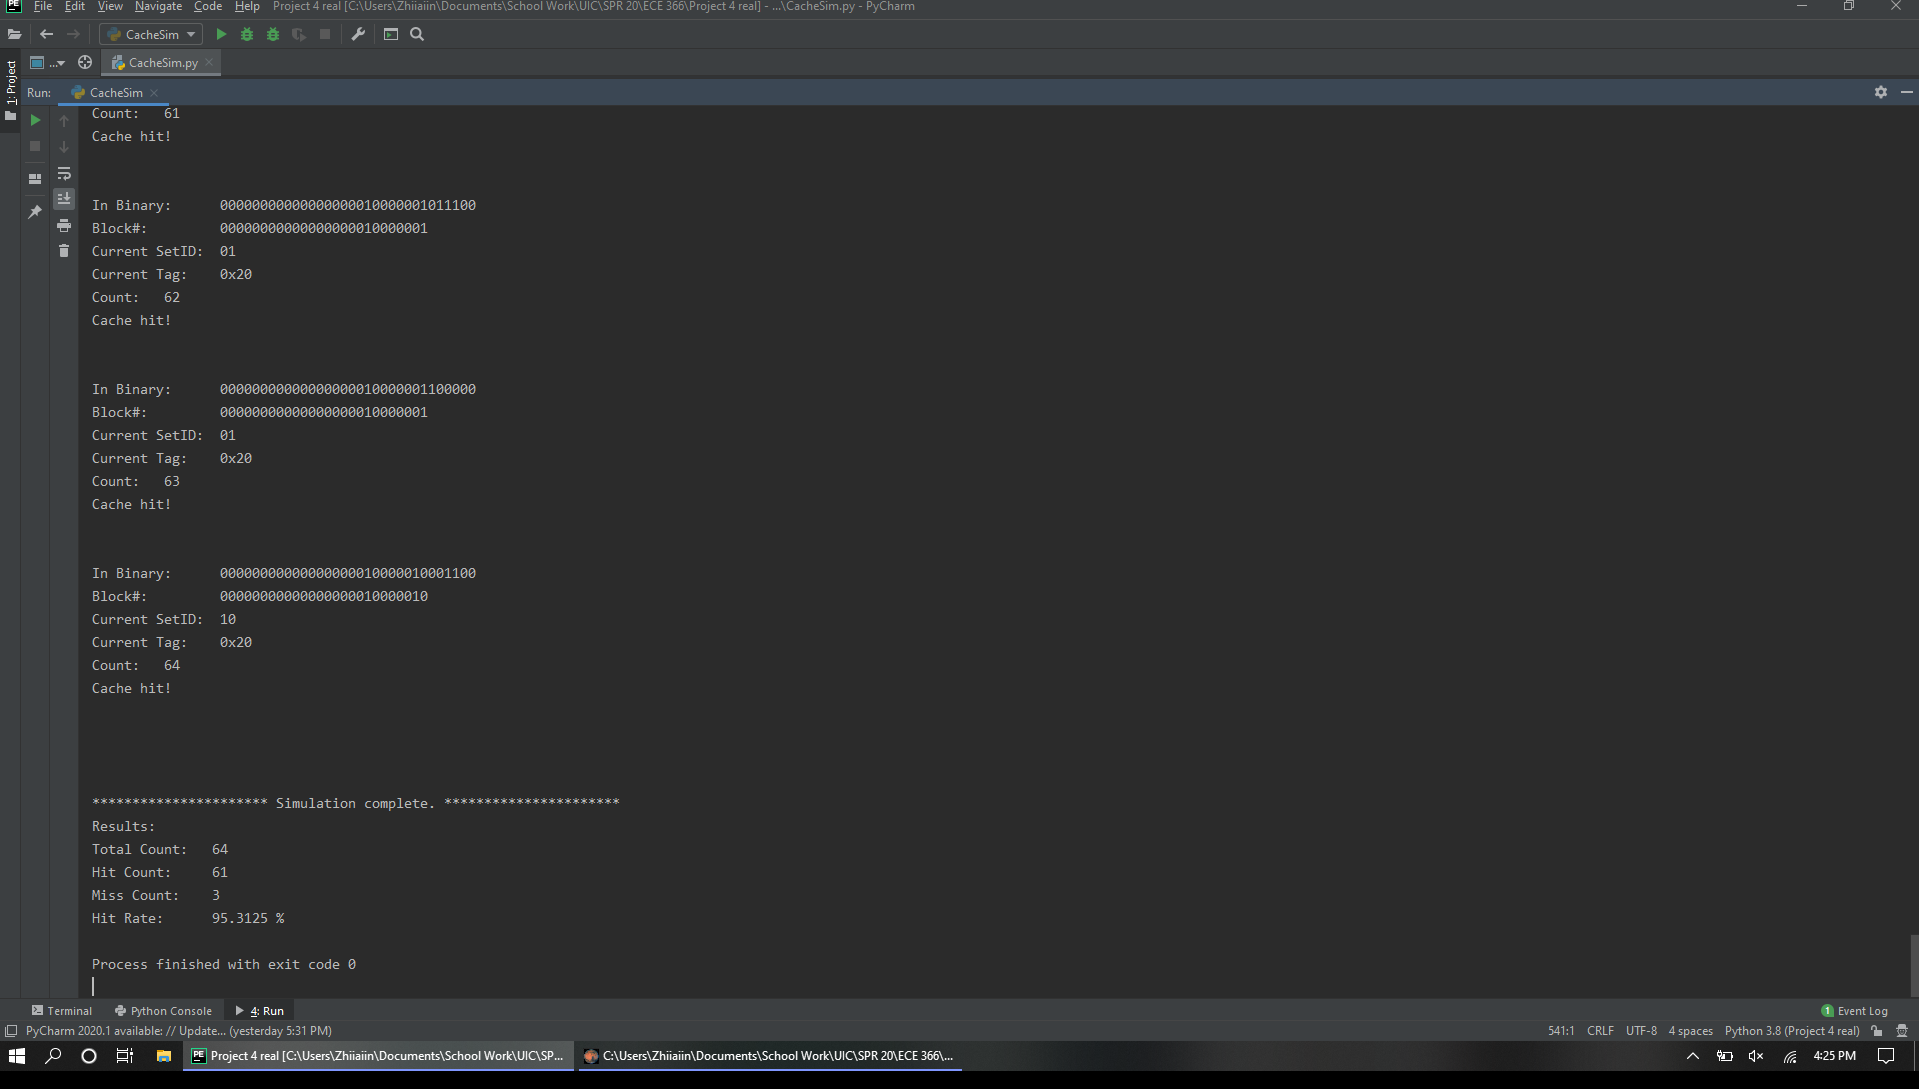 PE File Edit View Navigate Code Help Project 4 real [C:\Users\Zhiiaiin\Documents\School Work\UIC\SPR 20\ECE 366\Project 4 real] - ...\CacheSim.py - PyCharm
CacheSim
... CacheSim.py
1: Project
Run: CacheSim
Count:   61
Cache hit!
In Binary:      00000000000000000010000001011100
Block#:         00000000000000000010000001
Current SetID:  01
Current Tag:    0x20
Count:   62
Cache hit!
In Binary:      00000000000000000010000001100000
Block#:         00000000000000000010000001
Current SetID:  01
Current Tag:    0x20
Count:   63
Cache hit!
In Binary:      00000000000000000010000010001100
Block#:         00000000000000000010000010
Current SetID:  10
Current Tag:    0x20
Count:   64
Cache hit!
********************** Simulation complete. **********************
Results:
Total Count:   64
Hit Count:     61
Miss Count:    3
Hit Rate:      95.3125 %
Process finished with exit code 0
Terminal Python Console 4: Run 1 Event Log
PyCharm 2020.1 available: // Update... (yesterday 5:31 PM) 541:1 CRLF UTF-8 4 spaces Python 3.8 (Project 4 real)
PE Project 4 real [C:\Users\Zhiiaiin\Documents\School Work\UIC\SP... C:\Users\Zhiiaiin\Documents\School Work\UIC\SPR 20\ECE 366\... 4:25 PM